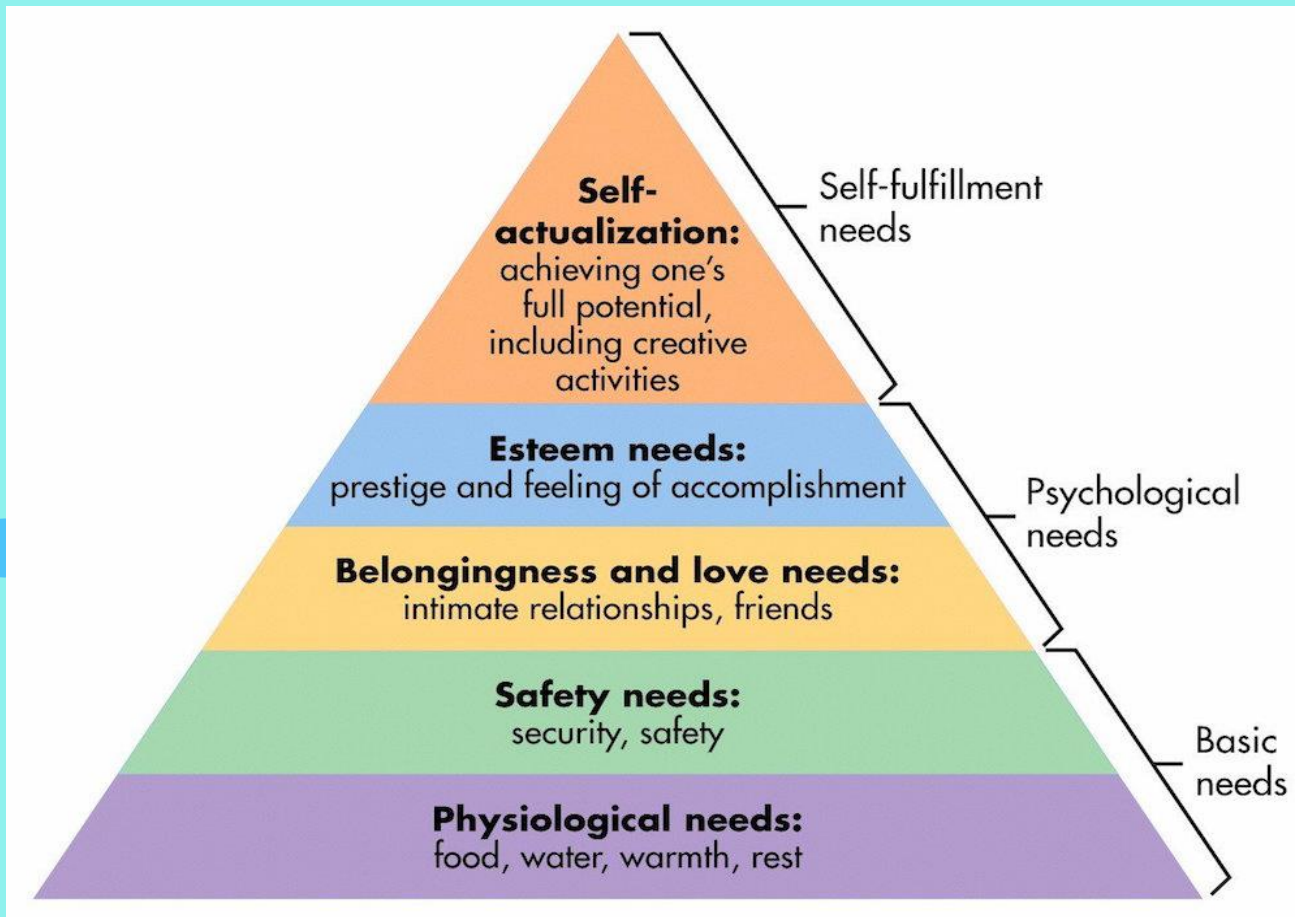 Self-
actualization:
achieving one's
full potential,
including creative
activities
Self-fulfillment
needs
Esteem needs:
prestige and feeling of accomplishment
Psychological
needs
Belongingness and love needs:
intimate relationships, friends
Safety needs:
security, safety
Basic
needs
Physiological needs:
food, water, warmth, rest